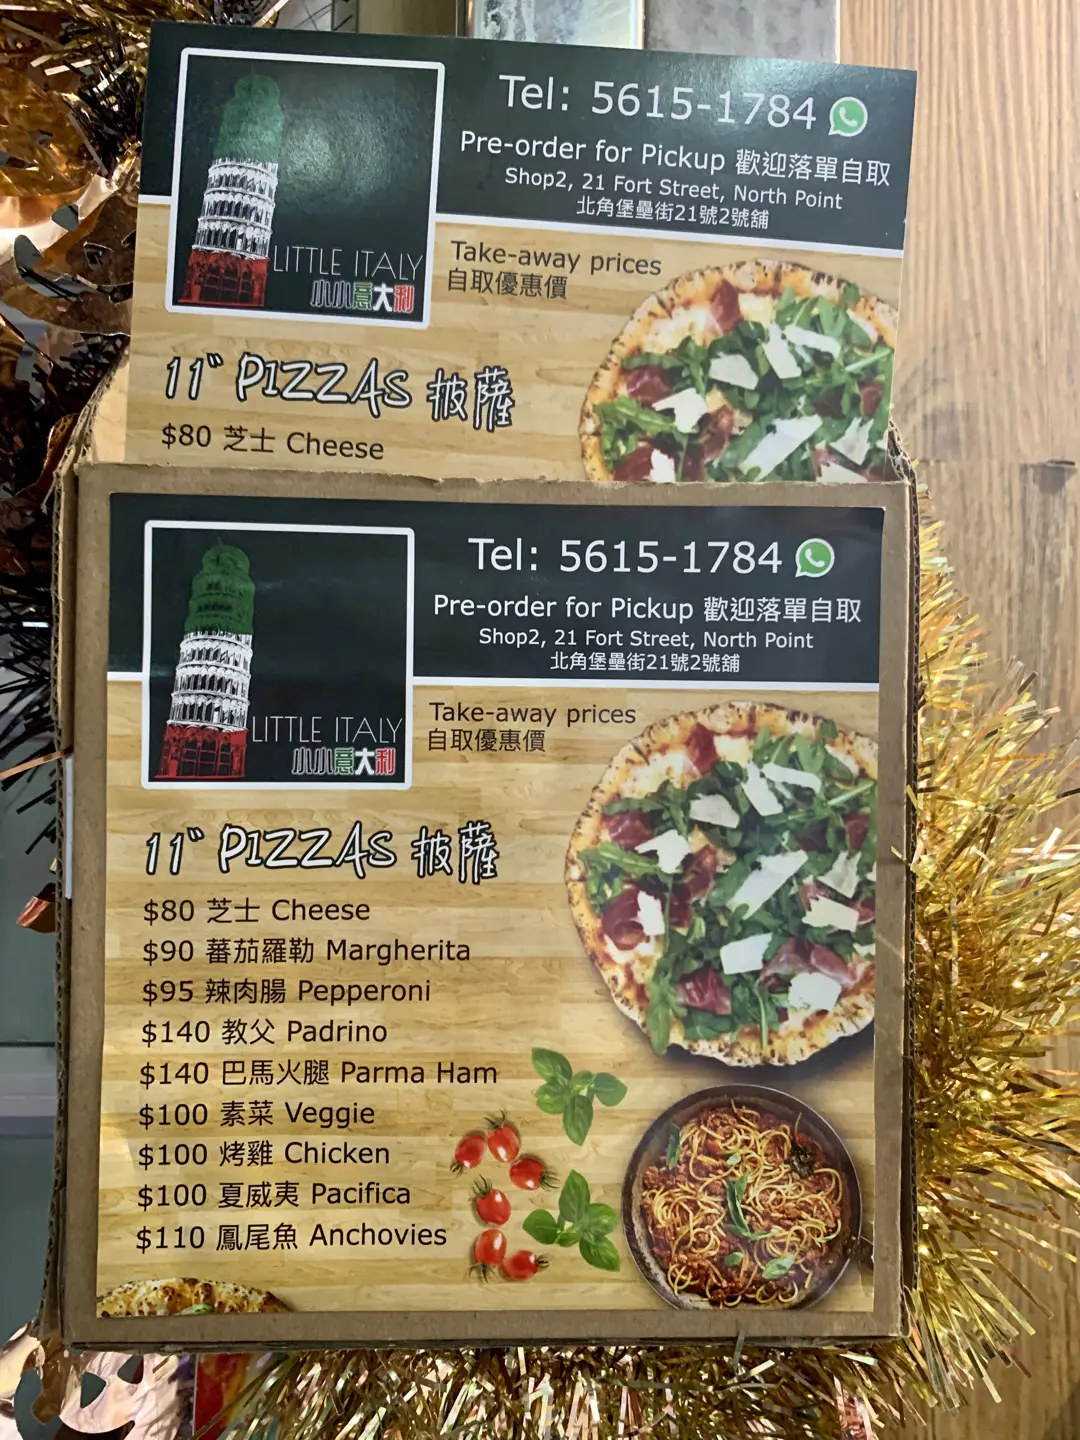 Tel: 5615-1784
Pre-order for Pickup 歡迎落單自取
Shop2, 21 Fort Street, North Point
北角堡壘街21號2號舖
LITTLE ITALY
小小意大利
Take-away prices
自取優惠價
11" PIZZAS 披薩
$80 芝士 Cheese
Tel: 5615-1784
Pre-order for Pickup 歡迎落單自取
Shop2, 21 Fort Street, North Point
北角堡壘街21號2號舖
LITTLE ITALY
小小意大利
Take-away prices
自取優惠價
11" PIZZAS 披薩
$80 芝士 Cheese
$90 蕃茄羅勒 Margherita
$95 辣肉腸 Pepperoni
$140 教父 Padrino
$140 巴馬火腿 Parma Ham
$100 素菜 Veggie
$100 烤雞 Chicken
$100 夏威夷 Pacifica
$110 鳳尾魚 Anchovies